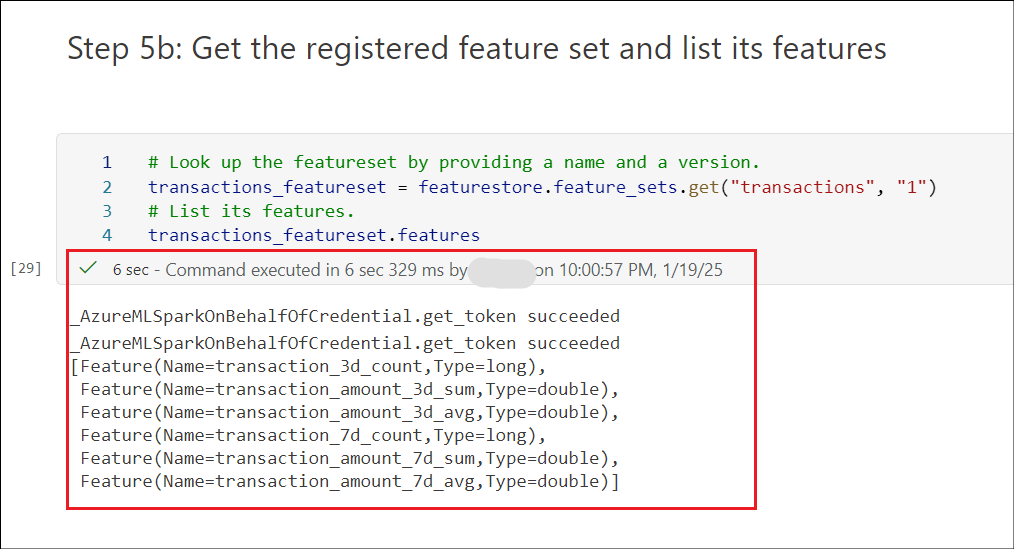 Step 5b: Get the registered feature set and list its features
1 # Look up the featureset by providing a name and a version.
2 transactions_featureset = featurestore.feature_sets.get("transactions", "1")
3 # List its features.
4 transactions_featureset.features
[29] 6 sec - Command executed in 6 sec 329 ms by on 10:00:57 PM, 1/19/25
_AzureMLSparkOnBehalfOfCredential.get_token succeeded
_AzureMLSparkOnBehalfOfCredential.get_token succeeded
[Feature(Name=transaction_3d_count,Type=long),
Feature(Name=transaction_amount_3d_sum,Type=double),
Feature(Name=transaction_amount_3d_avg,Type=double),
Feature(Name=transaction_7d_count,Type=long),
Feature(Name=transaction_amount_7d_sum,Type=double),
Feature(Name=transaction_amount_7d_avg,Type=double)]